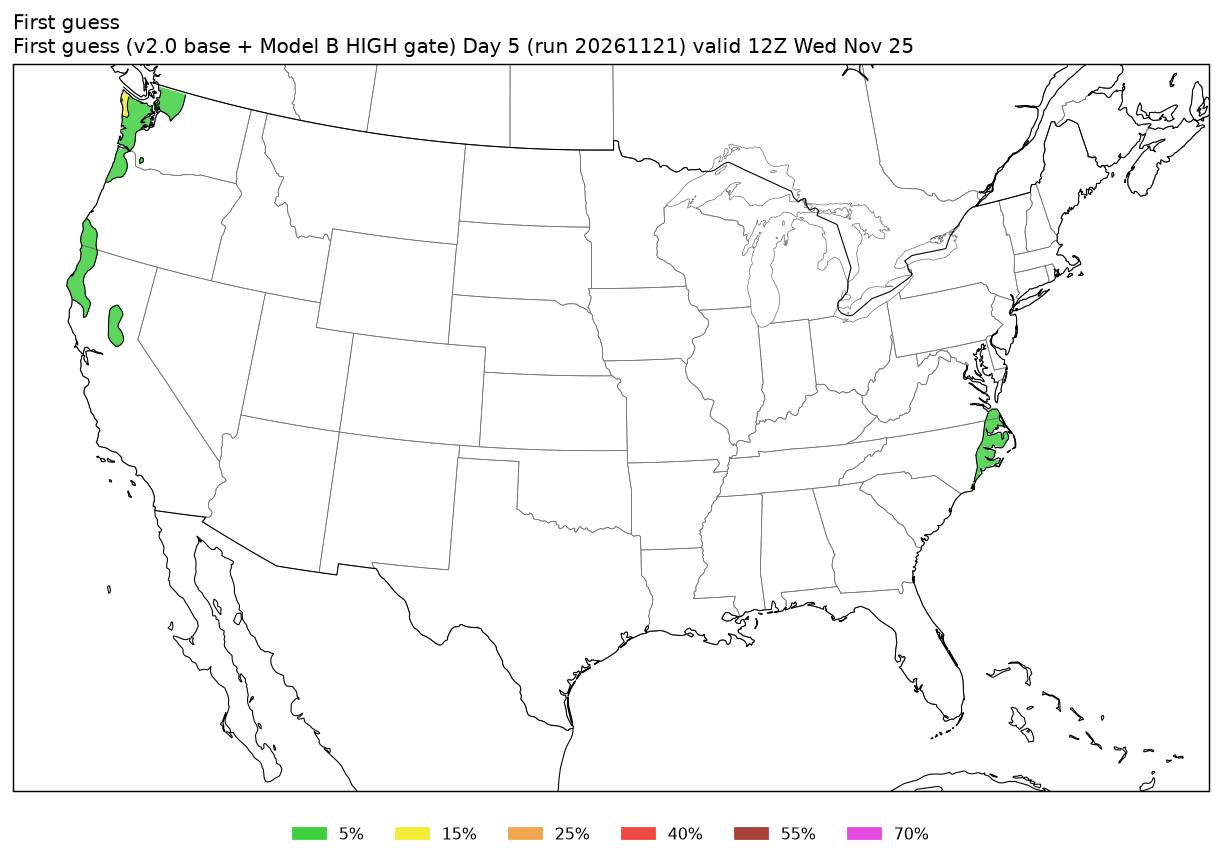 First guess
First guess (v2.0 base + Model B HIGH gate) Day 5 (run 20261121) valid 12Z Wed Nov 25
5% 15% 25% 40% 55% 70%